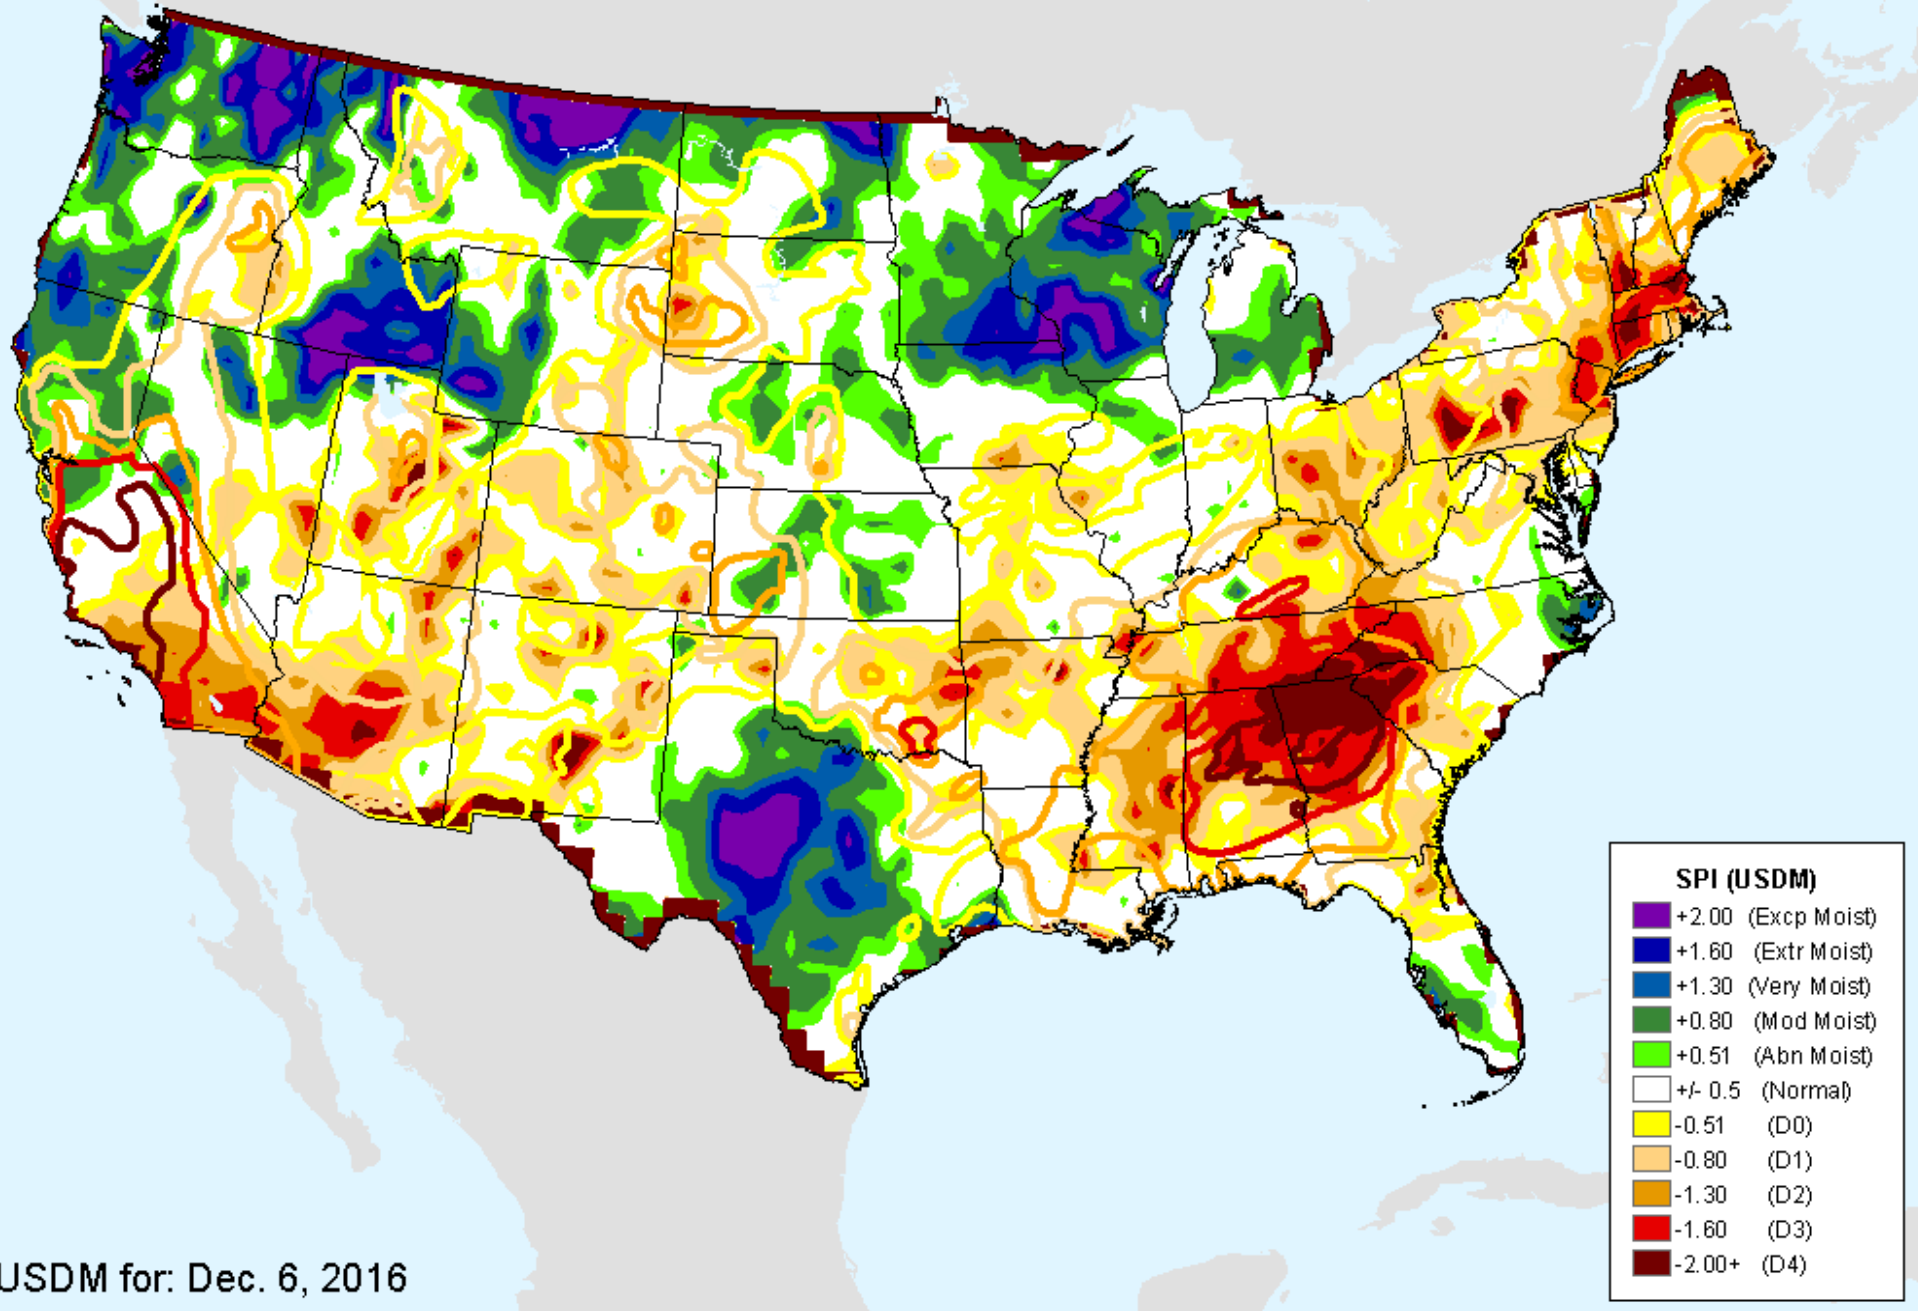 SPI (USDM)
+2.00 (Excp Moist)
+1.60 (Extr Moist)
+1.30 (Very Moist)
+0.80 (Mod Moist)
+0.51 (Abn Moist)
+/- 0.5 (Normal)
-0.51 (D0)
-0.80 (D1)
-1.30 (D2)
-1.60 (D3)
-2.00+ (D4)
USDM for: Dec. 6, 2016